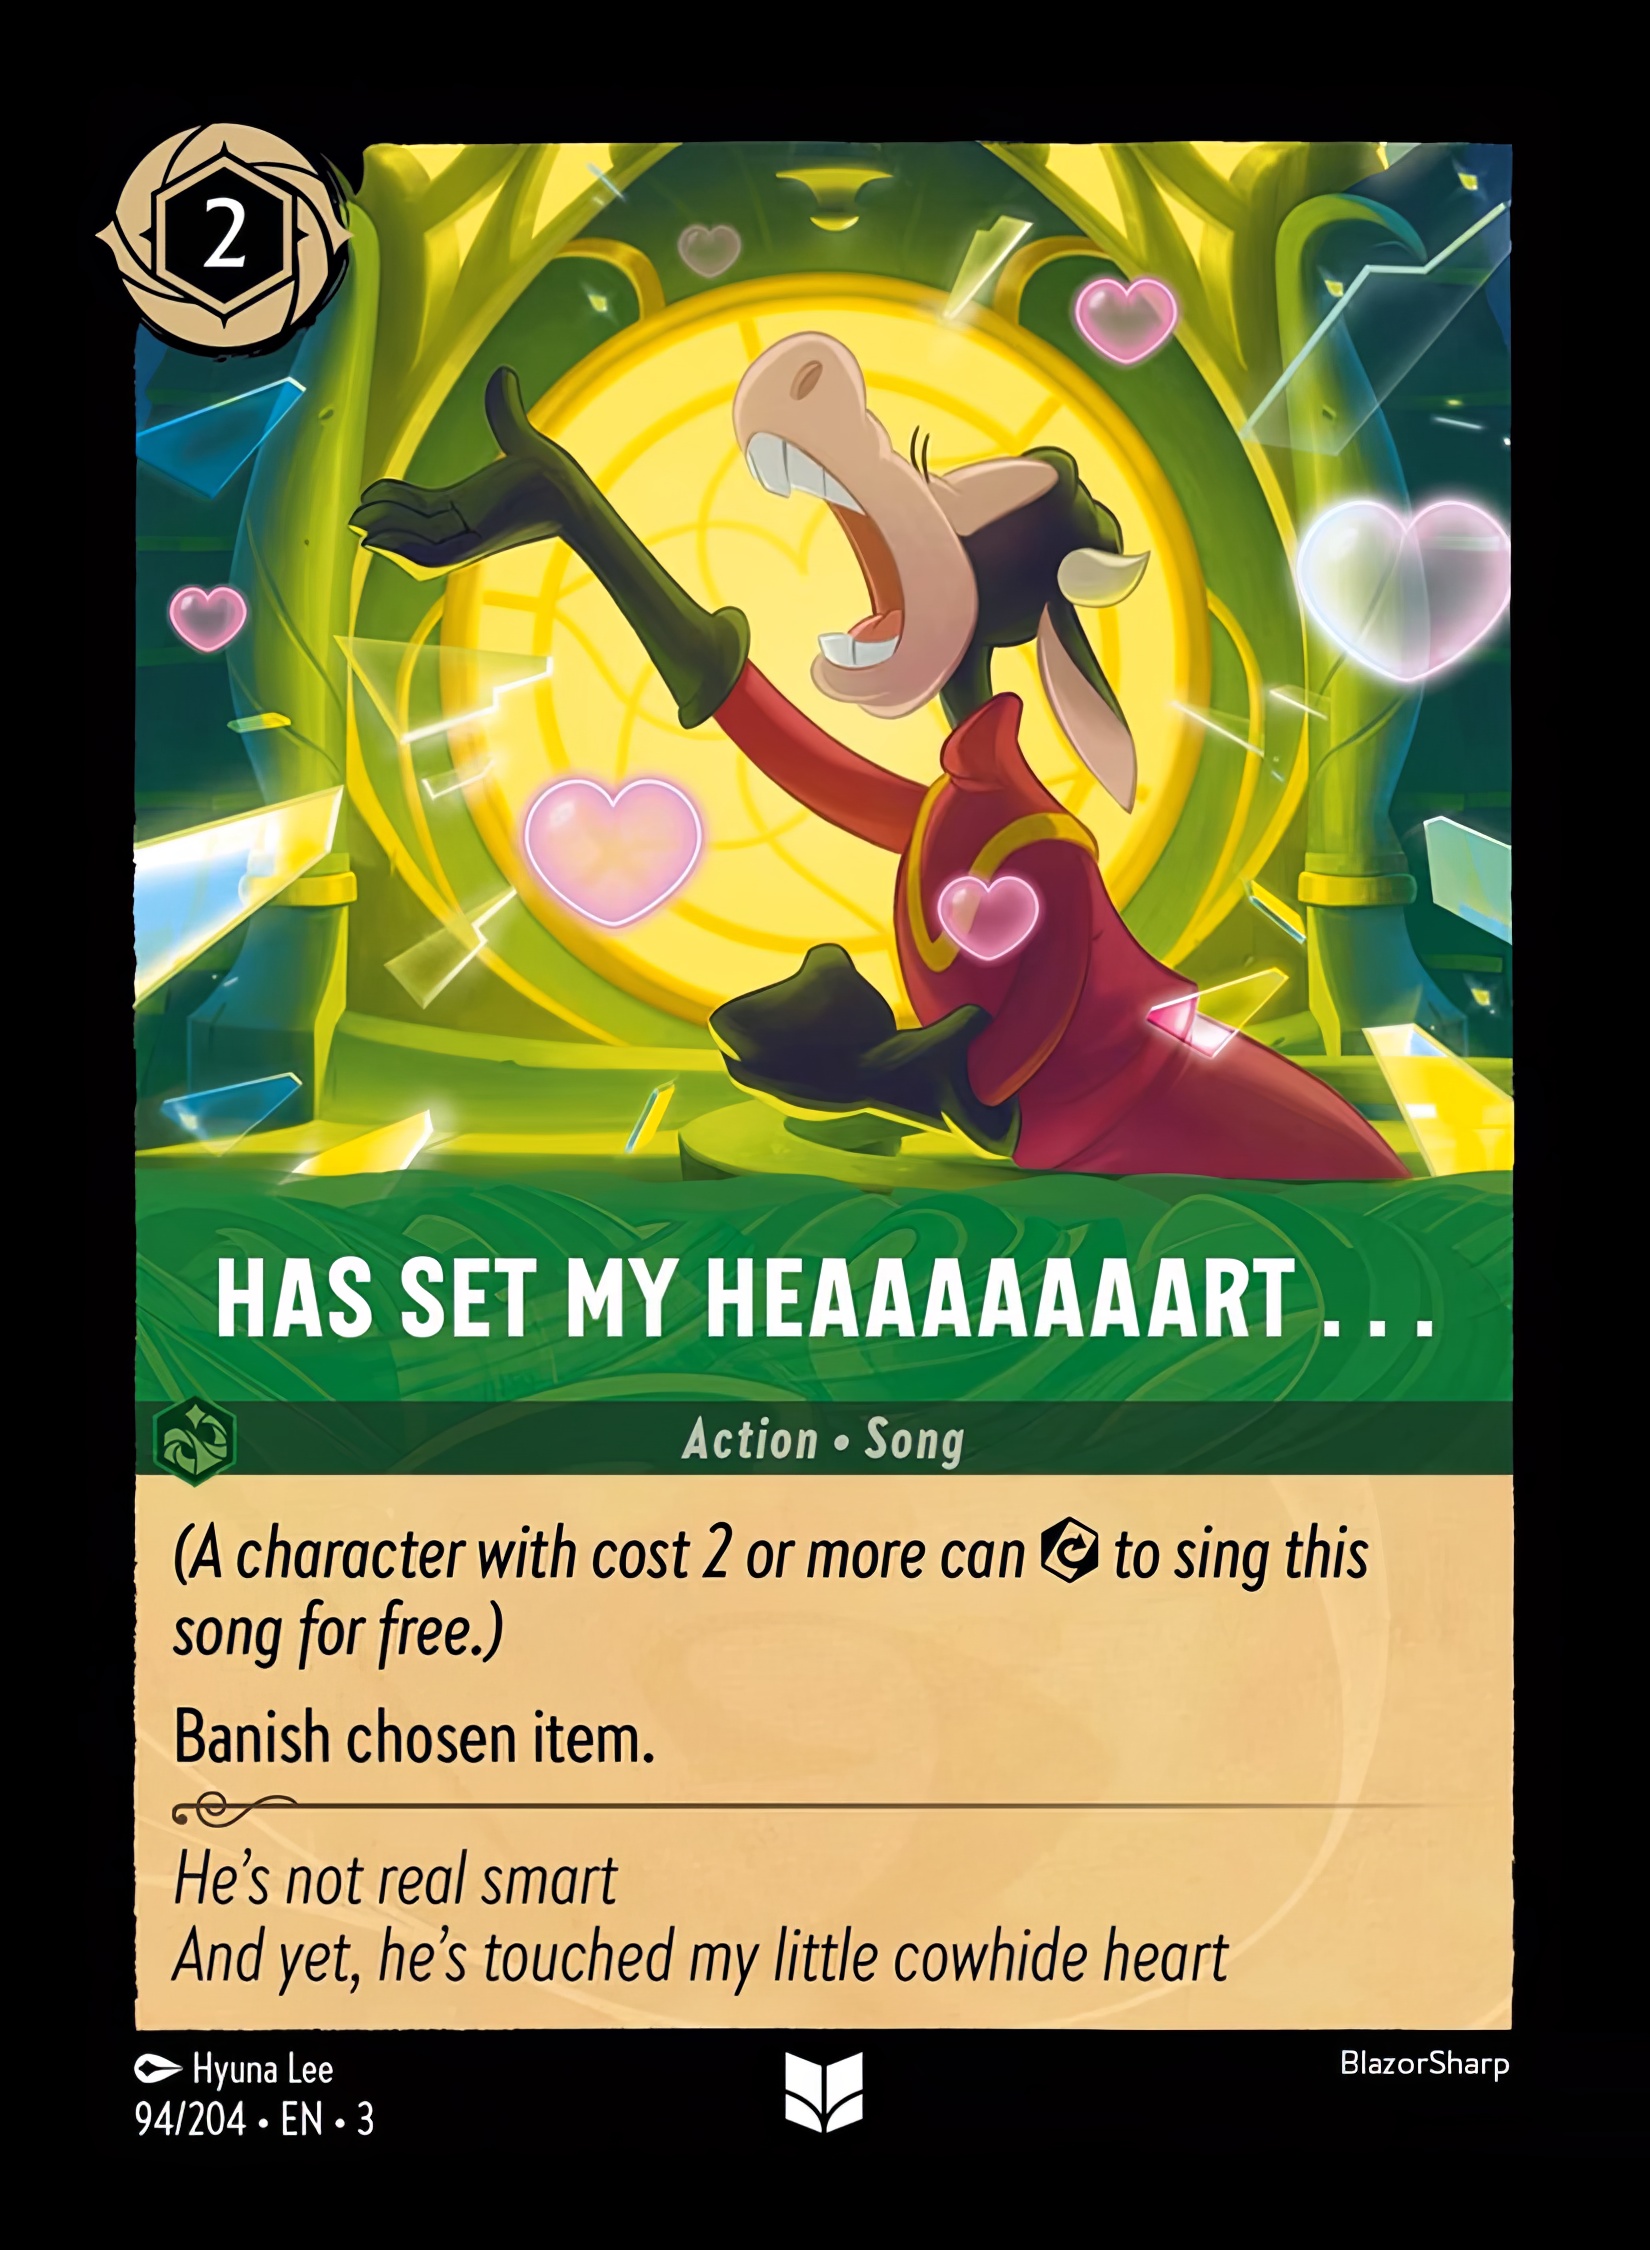 2
HAS SET MY HEAAAAAAART . . .
Action • Song
(A character with cost 2 or more can to sing this
song for free.)
Banish chosen item.
He's not real smart
And yet, he's touched my little cowhide heart
Hyuna Lee
BlazorSharp
94/204 • EN • 3